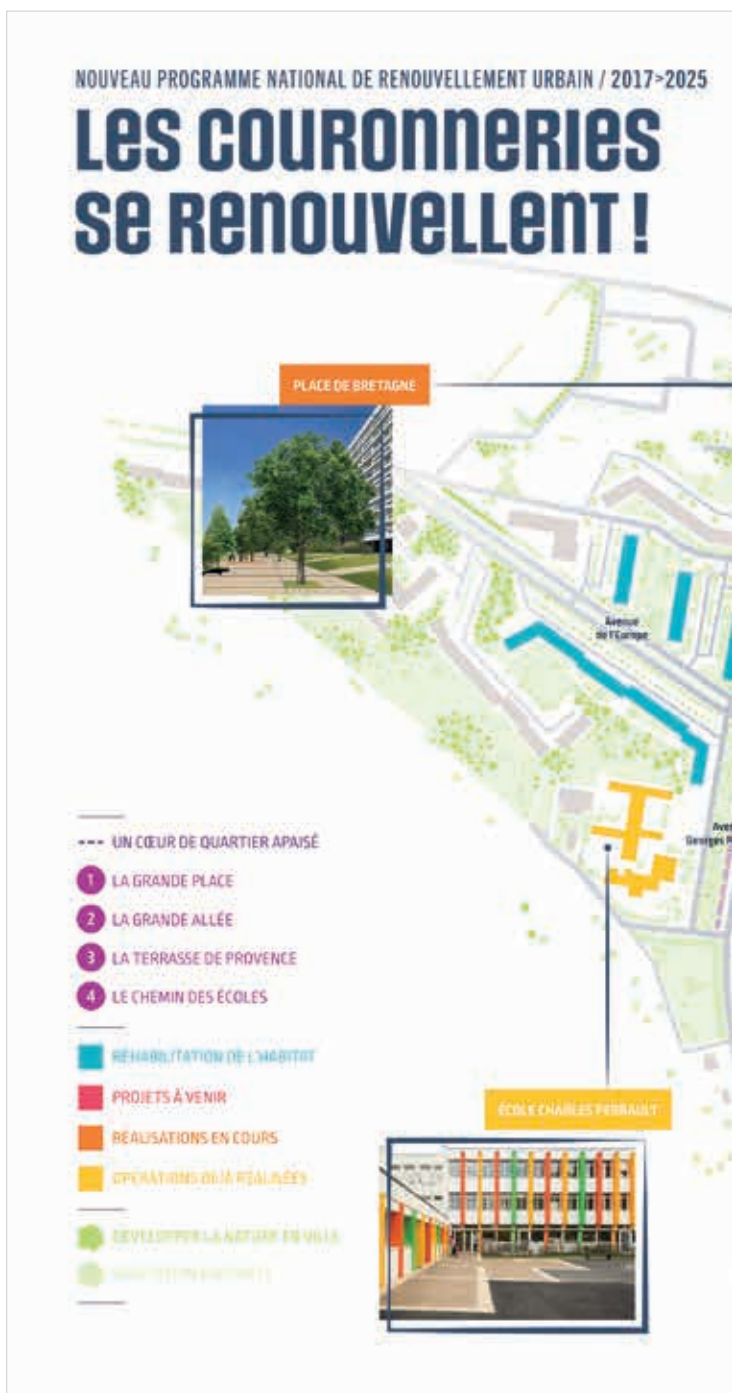 NOUVEAU PROGRAMME NATIONAL DE RENOUVELLEMENT URBAIN / 2017>2025
Les Couronneries
se renouvellent !
PLACE DE BRETAGNE
Avenue
de l'Europe
Georges
UN CŒUR DE QUARTIER APAISÉ
1 LA GRANDE PLACE
2 LA GRANDE ALLÉE
3 LA TERRASSE DE PROVENCE
4 LE CHEMIN DES ÉCOLES
RÉHABILITATION DE L'HABITAT
PROJETS À VENIR
RÉALISATIONS EN COURS
OPÉRATIONS DÉJÀ RÉALISÉES
DÉVELOPPER LA NATURE EN VILLE
ÉCOLE CHARLES PERRAULT